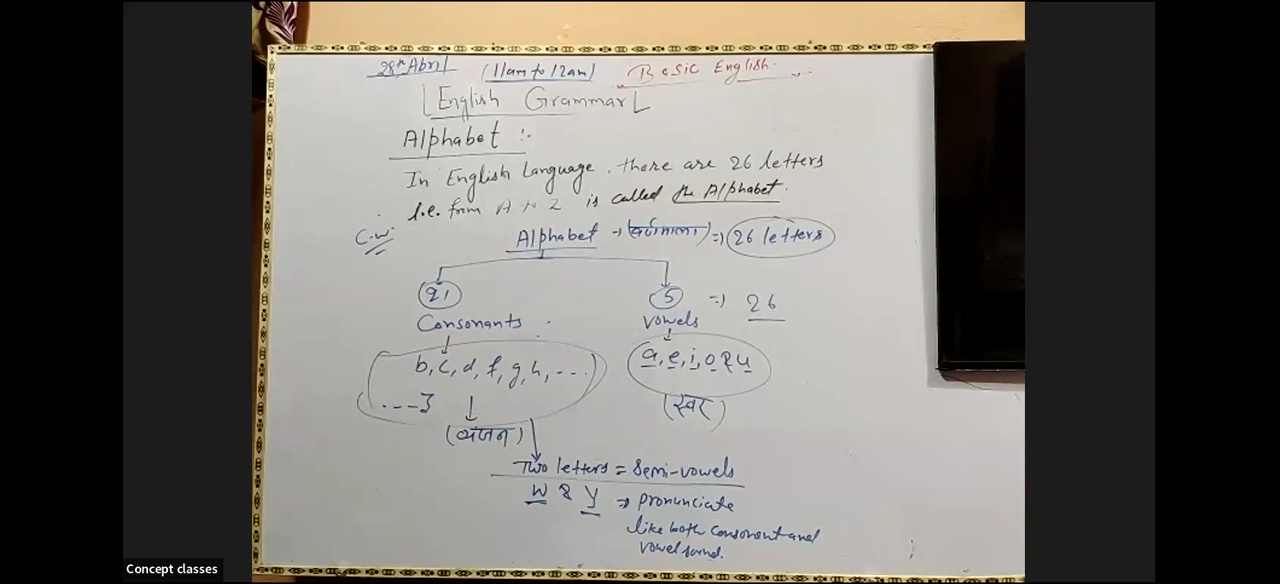 28th April (11am to 12am) Basic English
English Grammar
Alphabet :-
In English Language, there are 26 letters
i.e. from A to Z is called the Alphabet.
C.W.
Alphabet → (वर्णमाला) => 26 letters
21 5 => 26
Consonants vowels
b, c, d, f, g, h, ---
----z
a, e, i, o & u
(व्यंजन) (स्वर)
Two letters = Semi-vowels
W & Y => pronunciate
like both consonent and
vowel sound.
Concept classes